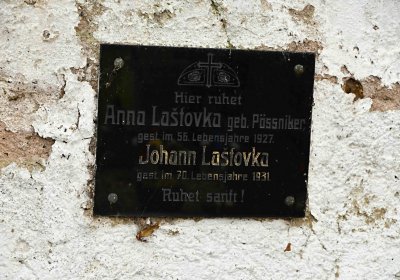 Hier ruhet
Anna Laštovka geb. Pössniker,
gest. im 56. Lebensjahre 1927.
Johann Laštovka
gest. im 70. Lebensjahre 1931.
Ruhet sanft!